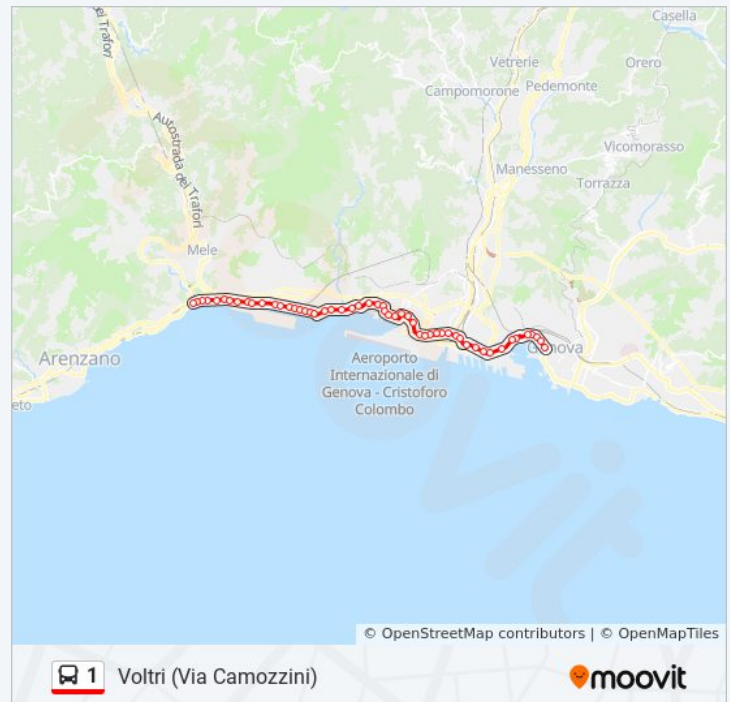 Casella
ei Trafori
Vetrerie
Orero
Campomorone
Pedemonte
Autostrada dei Trafori
Vicomorasso
Manesseno
Torrazza
Mele
Arenzano
Genova
Aeroporto
Internazionale di
Genova - Cristoforo
Colombo
eto
© OpenStreetMap contributors | © OpenMapTiles
1 Voltri (Via Camozzini)
moovit